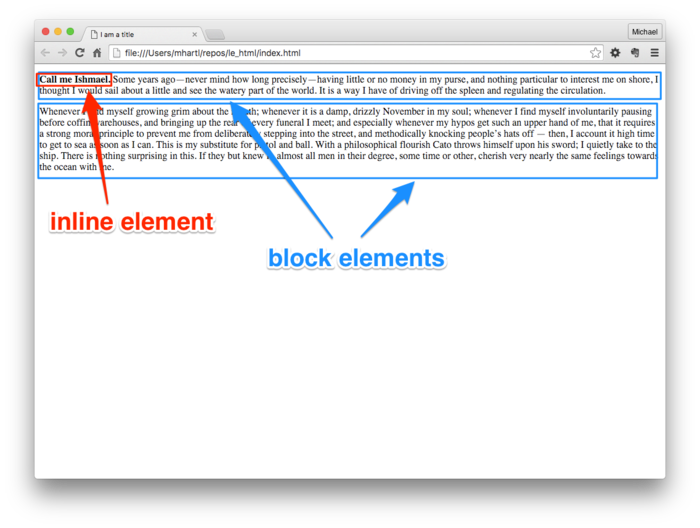 I am a title
Michael
file:///Users/mhartl/repos/le_html/index.html
Call me Ishmael. Some years ago—never mind how long precisely—having little or no money in my purse, and nothing particular to interest me on shore, I
thought I would sail about a little and see the watery part of the world. It is a way I have of driving off the spleen and regulating the circulation.
Whenever I find myself growing grim about the mouth; whenever it is a damp, drizzly November in my soul; whenever I find myself involuntarily pausing
before coffin warehouses, and bringing up the rear of every funeral I meet; and especially whenever my hypos get such an upper hand of me, that it requires
a strong moral principle to prevent me from deliberately stepping into the street, and methodically knocking people's hats off — then, I account it high time
to get to sea as soon as I can. This is my substitute for pistol and ball. With a philosophical flourish Cato throws himself upon his sword; I quietly take to the
ship. There is nothing surprising in this. If they but knew it, almost all men in their degree, some time or other, cherish very nearly the same feelings towards
the ocean with me.
inline element
block elements